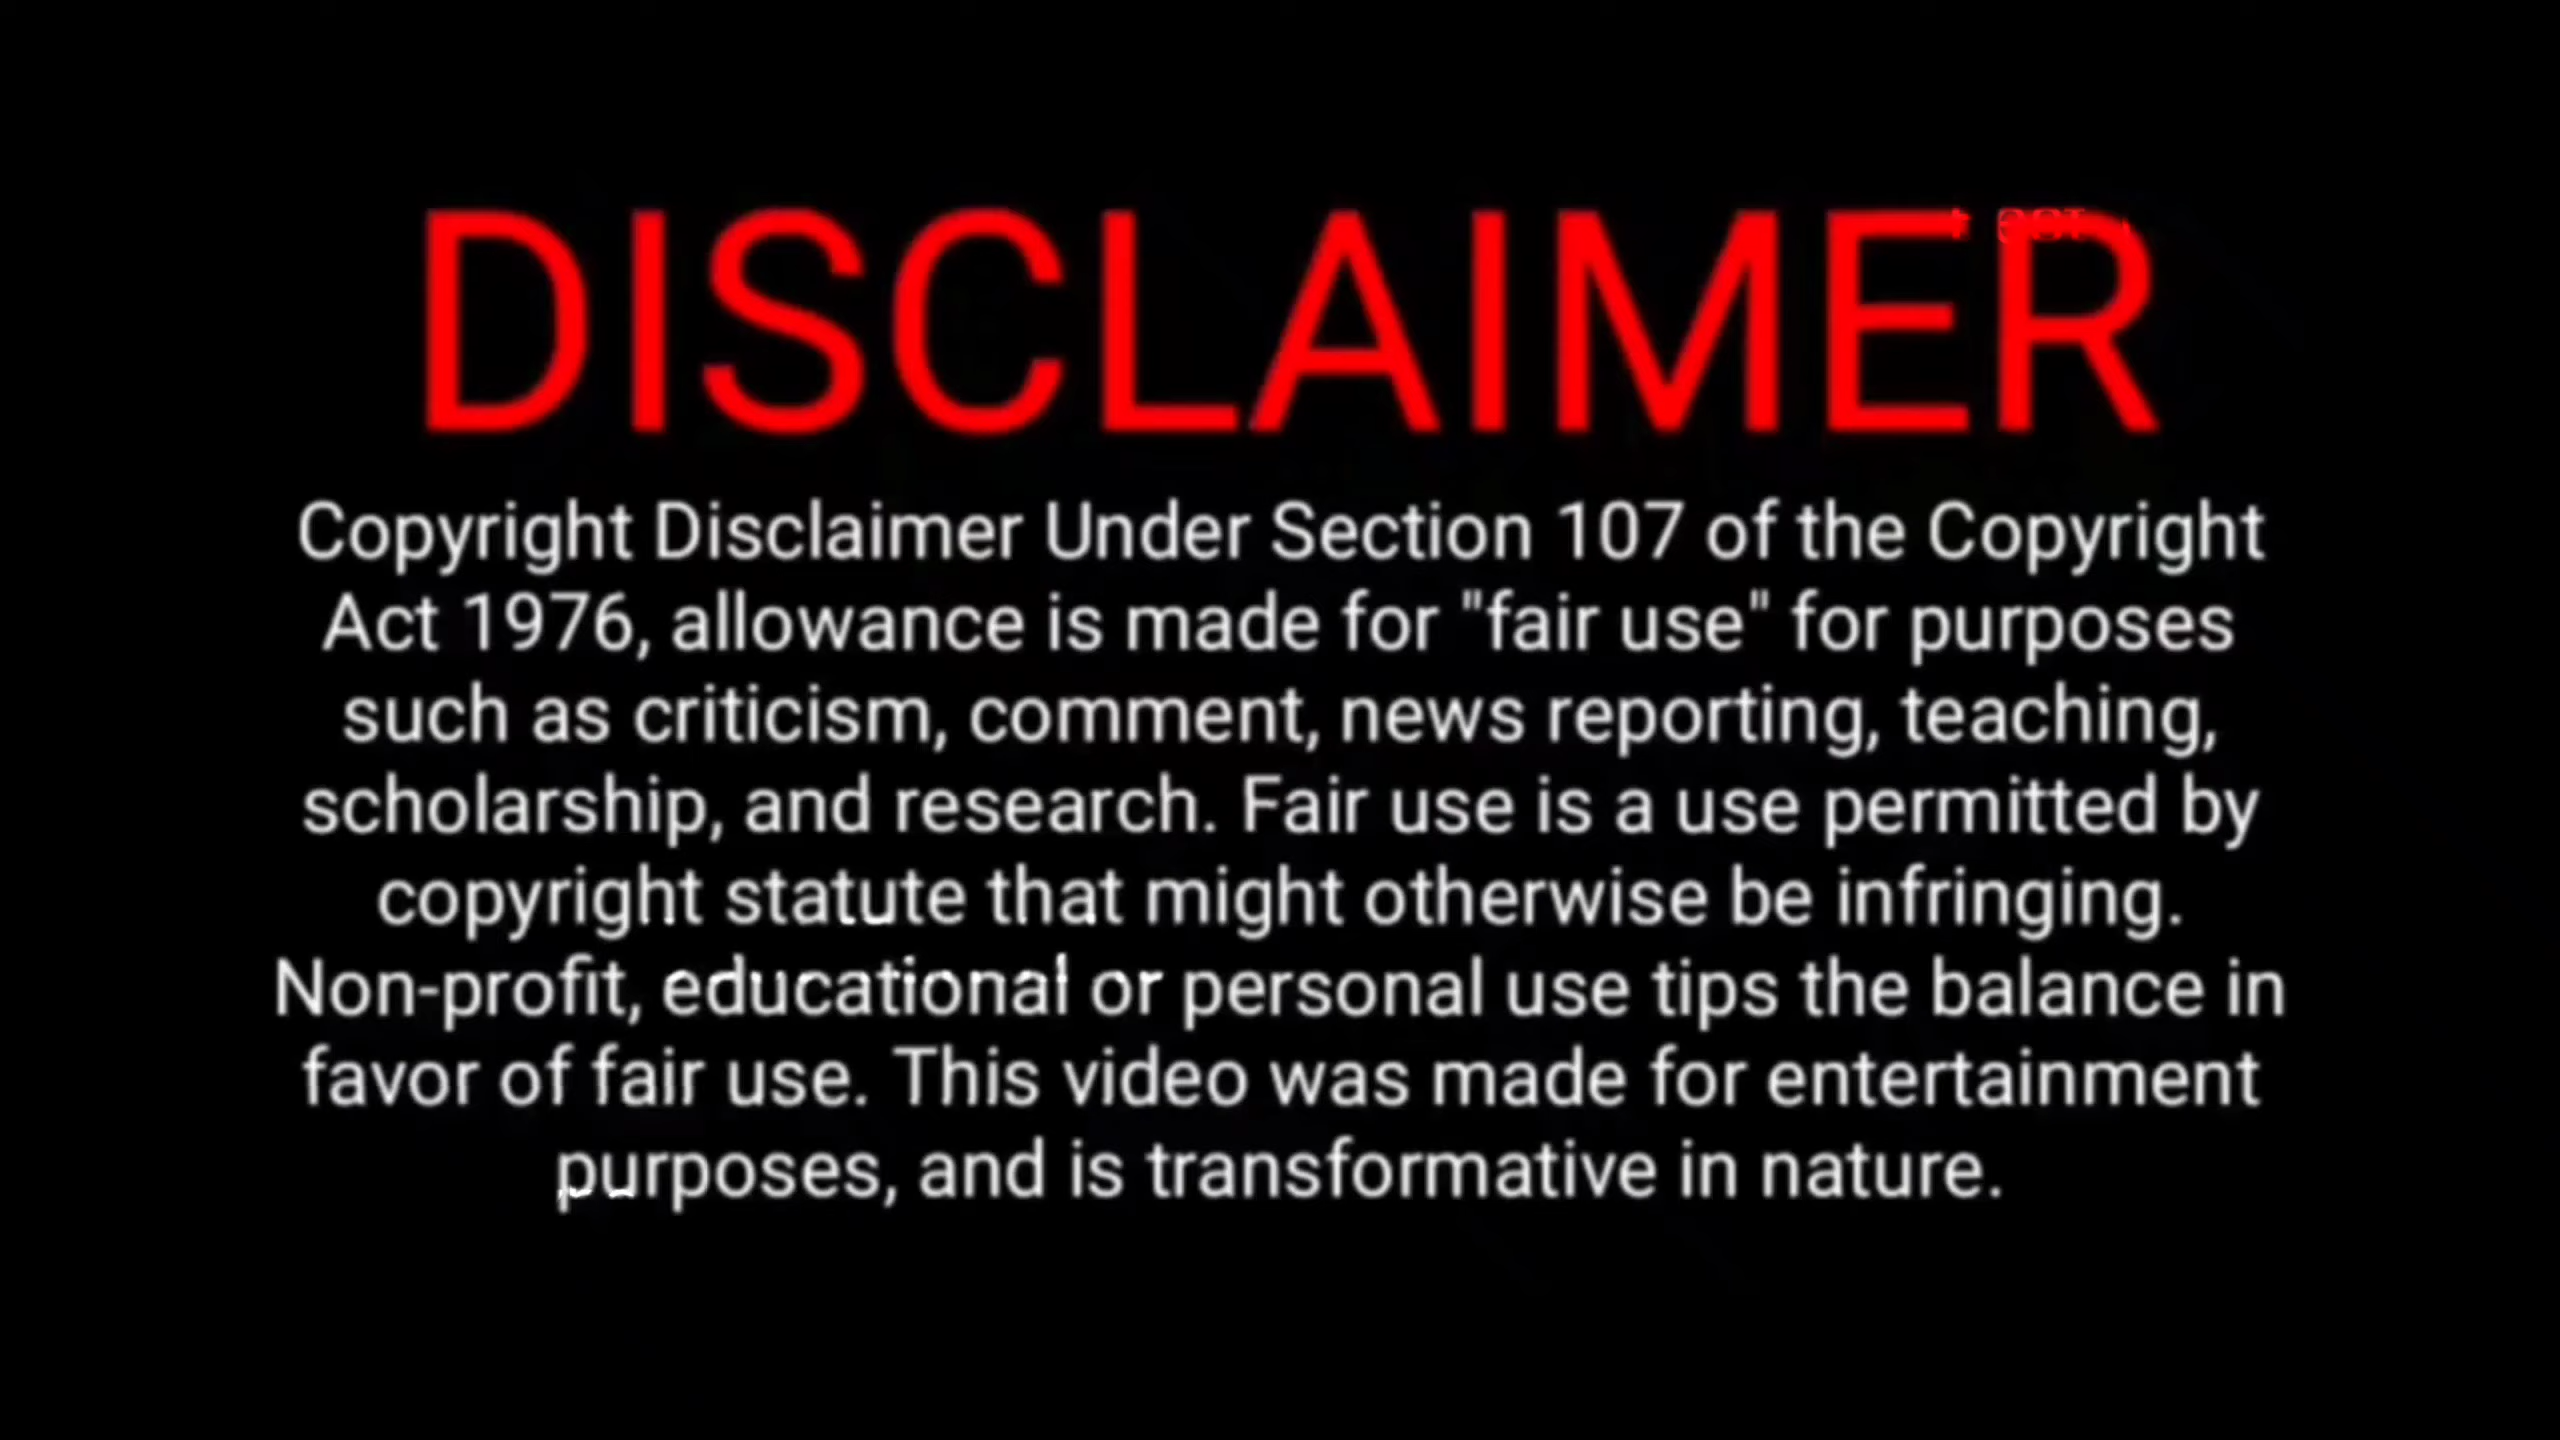 DISCLAIMER
Copyright Disclaimer Under Section 107 of the Copyright
Act 1976, allowance is made for "fair use" for purposes
such as criticism, comment, news reporting, teaching,
scholarship, and research. Fair use is a use permitted by
copyright statute that might otherwise be infringing.
Non-profit, educational or personal use tips the balance in
favor of fair use. This video was made for entertainment
purposes, and is transformative in nature.